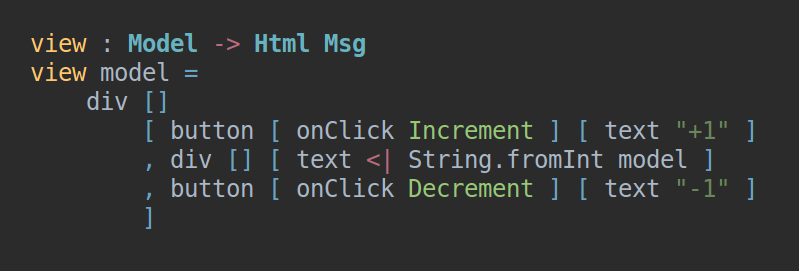 view : Model -> Html Msg
view model =
    div []
        [ button [ onClick Increment ] [ text "+1" ]
        , div [] [ text <| String.fromInt model ]
        , button [ onClick Decrement ] [ text "-1" ]
        ]